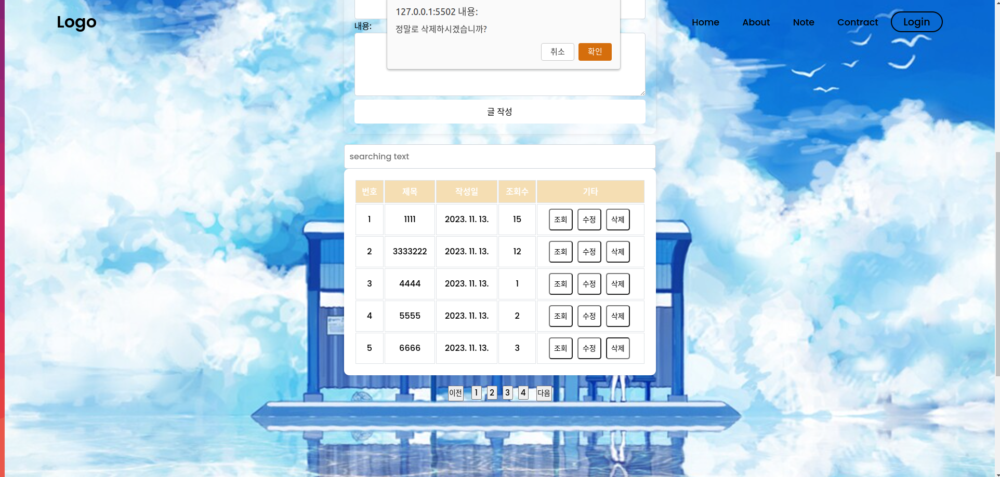 Logo
Home About Note Contract Login
127.0.0.1:5502 내용:
정말로 삭제하시겠습니까?
취소 확인
내용:
글 작성
searching text
번호 제목 작성일 조회수 기타
1 1111 2023. 11. 13. 15 조회 수정 삭제
2 3333222 2023. 11. 13. 12 조회 수정 삭제
3 4444 2023. 11. 13. 1 조회 수정 삭제
4 5555 2023. 11. 13. 2 조회 수정 삭제
5 6666 2023. 11. 13. 3 조회 수정 삭제
이전 1 2 3 4 다음